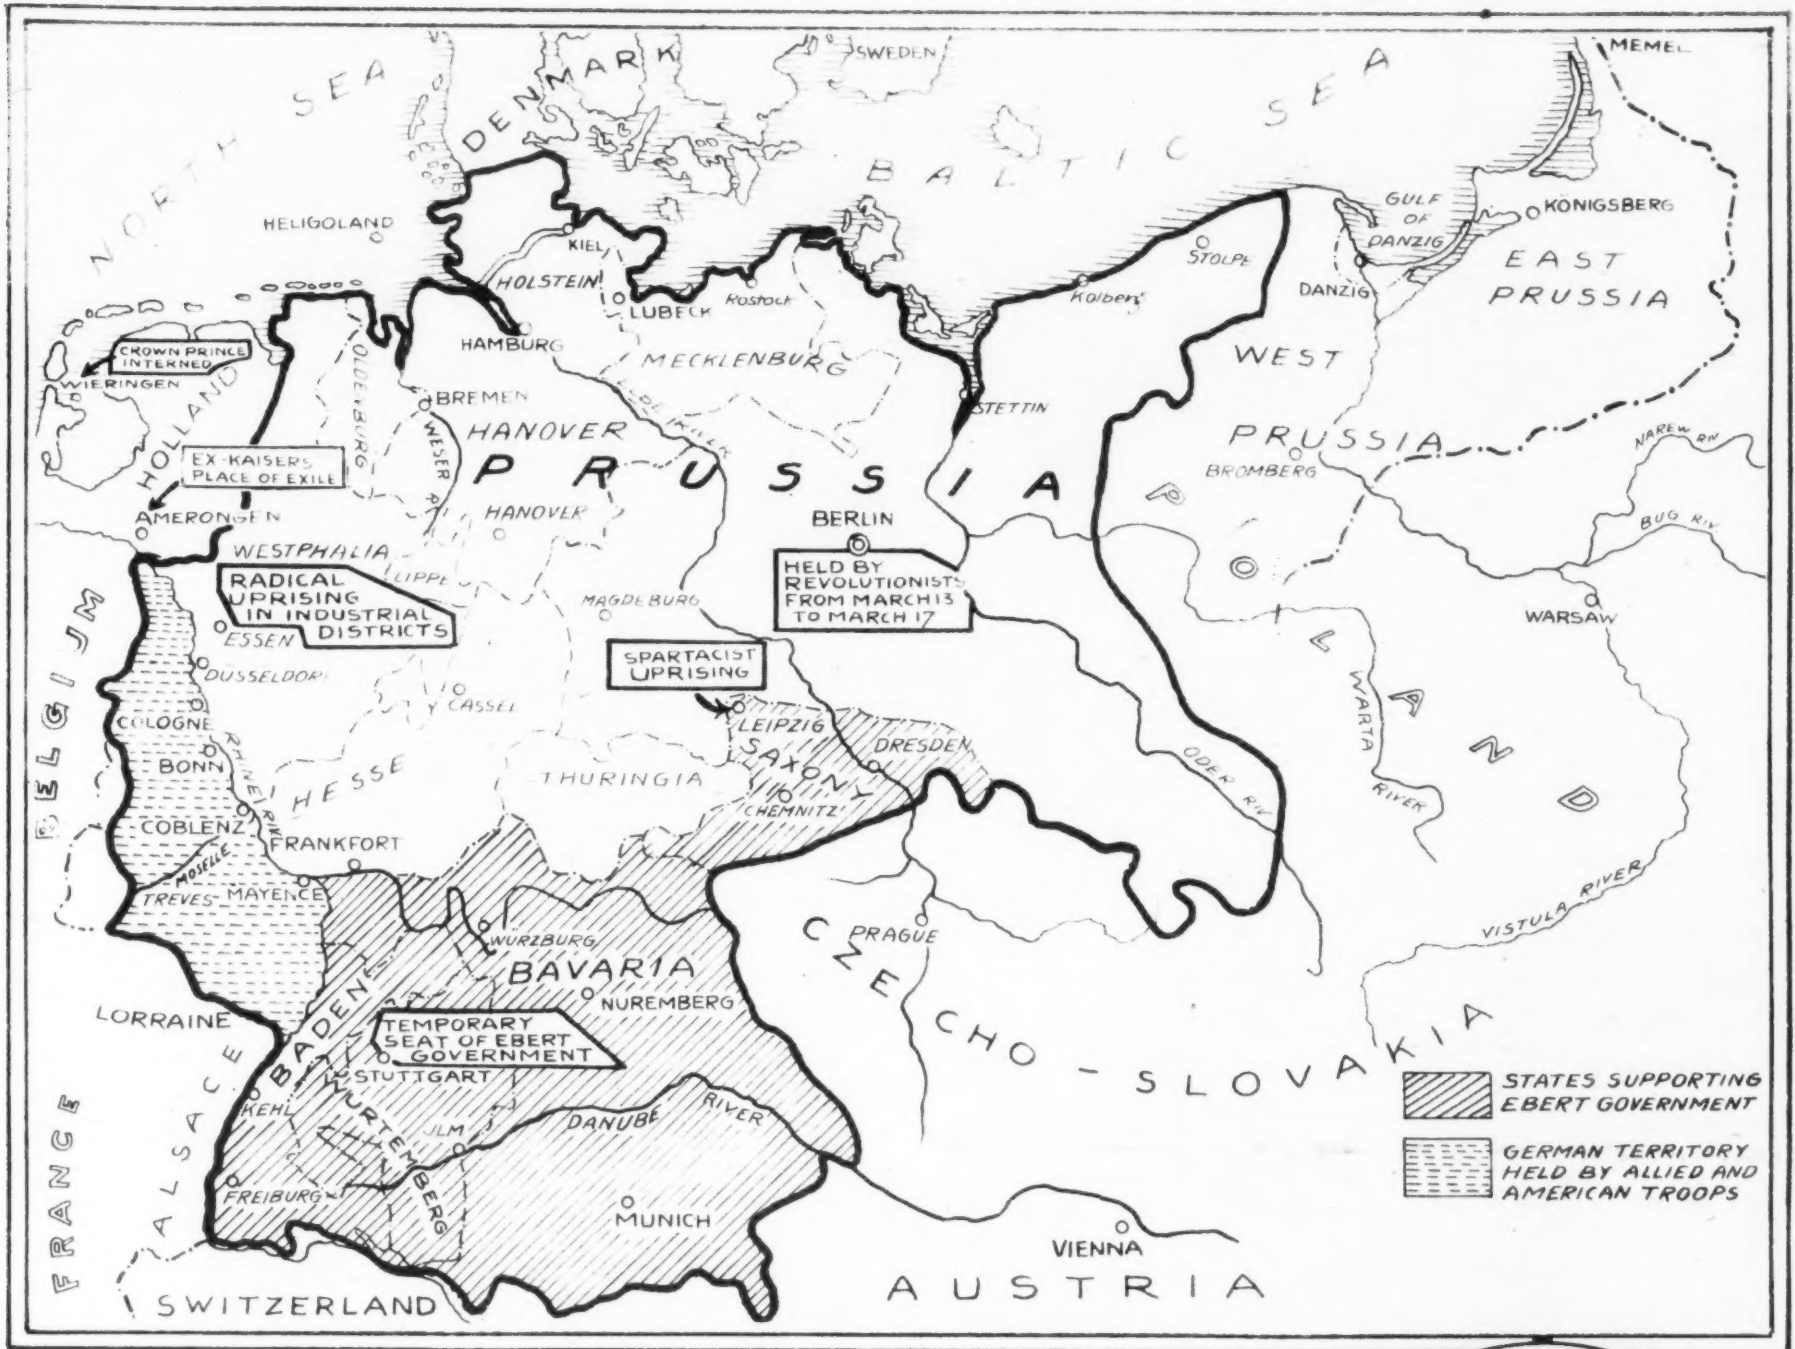 NORTH SEA
DENMARK
SWEDEN
BALTIC SEA
MEMEL
HELIGOLAND
KIEL
HOLSTEIN
LUBECK
Rostock
Kolberg
STOLPE
GULF
OF
DANZIG
DANZIG
KÖNIGSBERG
EAST
PRUSSIA
CROWN PRINCE
INTERNED
WIERINGEN
HOLLAND
OLDENBURG
HAMBURG
MECKLENBURG
BREMEN
WESER R
HANOVER
STETTIN
WEST
PRUSSIA
BROMBERG
NAREW RIV
BUG RIV.
EX-KAISERS
PLACE OF EXILE
AMERONGEN
PRUSSIA
HANOVER
BERLIN
HELD BY
REVOLUTIONISTS
FROM MARCH 13
TO MARCH 17
POLAND
WARSAW
WESTPHALIA
LIPPE
RADICAL
UPRISING
IN INDUSTRIAL
DISTRICTS
ESSEN
MAGDEBURG
SPARTACIST
UPRISING
BELGIUM
DÜSSELDORF
CASSEL
COLOGNE
BONN
RHINE RIV.
HESSE
THURINGIA
LEIPZIG
SAXONY
DRESDEN
CHEMNITZ
ODER RIV.
WARTA
RIVER
COBLENZ
FRANKFORT
MOSELLE
TREVES
MAYENCE
WURZBURG
BAVARIA
NUREMBERG
PRAGUE
CZECHO-SLOVAKIA
VISTULA RIVER
LORRAINE
ALSACE
BADEN
TEMPORARY
SEAT OF EBERT
GOVERNMENT
STUTTGART
KEHL
WURTEMBERG
ULM
DANUBE RIVER
FREIBURG
MUNICH
FRANCE
SWITZERLAND
VIENNA
AUSTRIA
STATES SUPPORTING
EBERT GOVERNMENT
GERMAN TERRITORY
HELD BY ALLIED AND
AMERICAN TROOPS